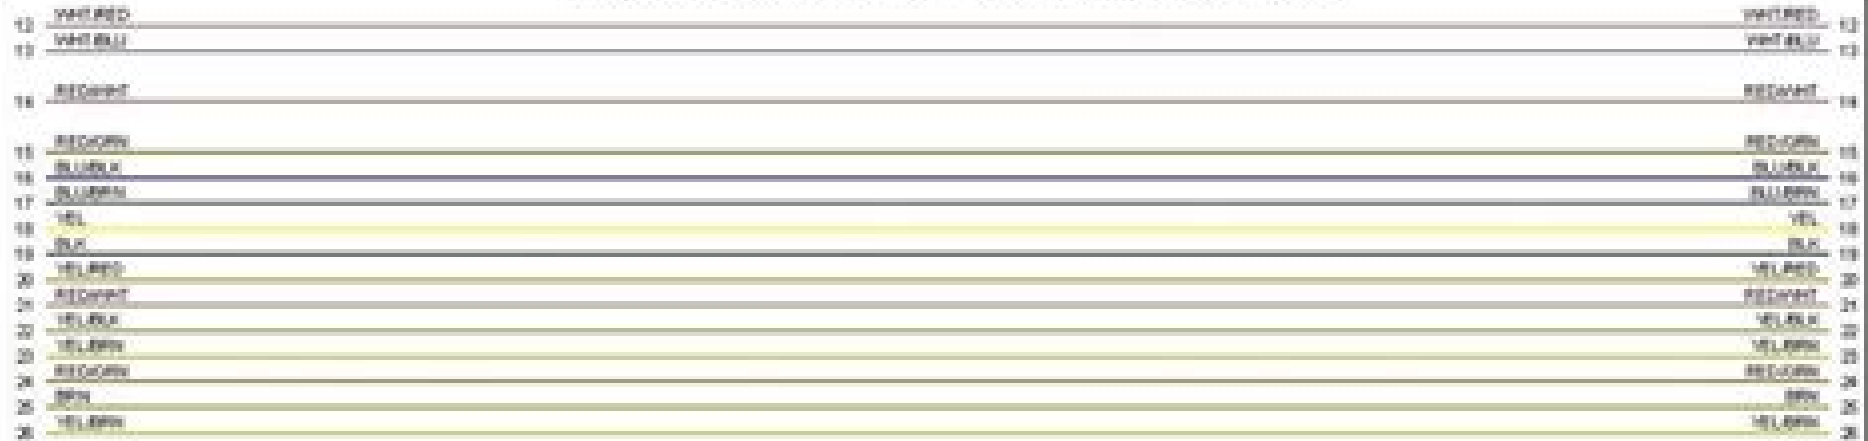 12 WHT/RED WHT/RED 12
13 WHT/BLU WHT/BLU 13
14 RED/WHT RED/WHT 14
15 RED/ORN RED/ORN 15
16 BLU/BLK BLU/BLK 16
17 BLU/BRN BLU/BRN 17
18 YEL YEL 18
19 BLK BLK 19
20 YEL/RED YEL/RED 20
21 RED/WHT RED/WHT 21
22 YEL/BLK YEL/BLK 22
23 YEL/BRN YEL/BRN 23
24 RED/ORN RED/ORN 24
25 BRN BRN 25
26 YEL/BRN YEL/BRN 26